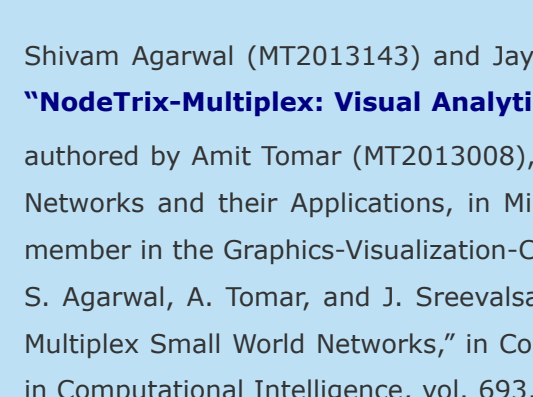 Shivam Agarwal (MT2013143) and Jay
“NodeTrix-Multiplex: Visual Analyti
authored by Amit Tomar (MT2013008),
Networks and their Applications, in Mi
member in the Graphics-Visualization-C
S. Agarwal, A. Tomar, and J. Sreevalsa
Multiplex Small World Networks,” in Co
in Computational Intelligence, vol. 693.